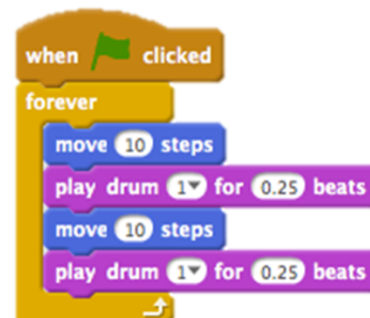 when clicked
forever
move 10 steps
play drum 1 for 0.25 beats
move 10 steps
play drum 1 for 0.25 beats